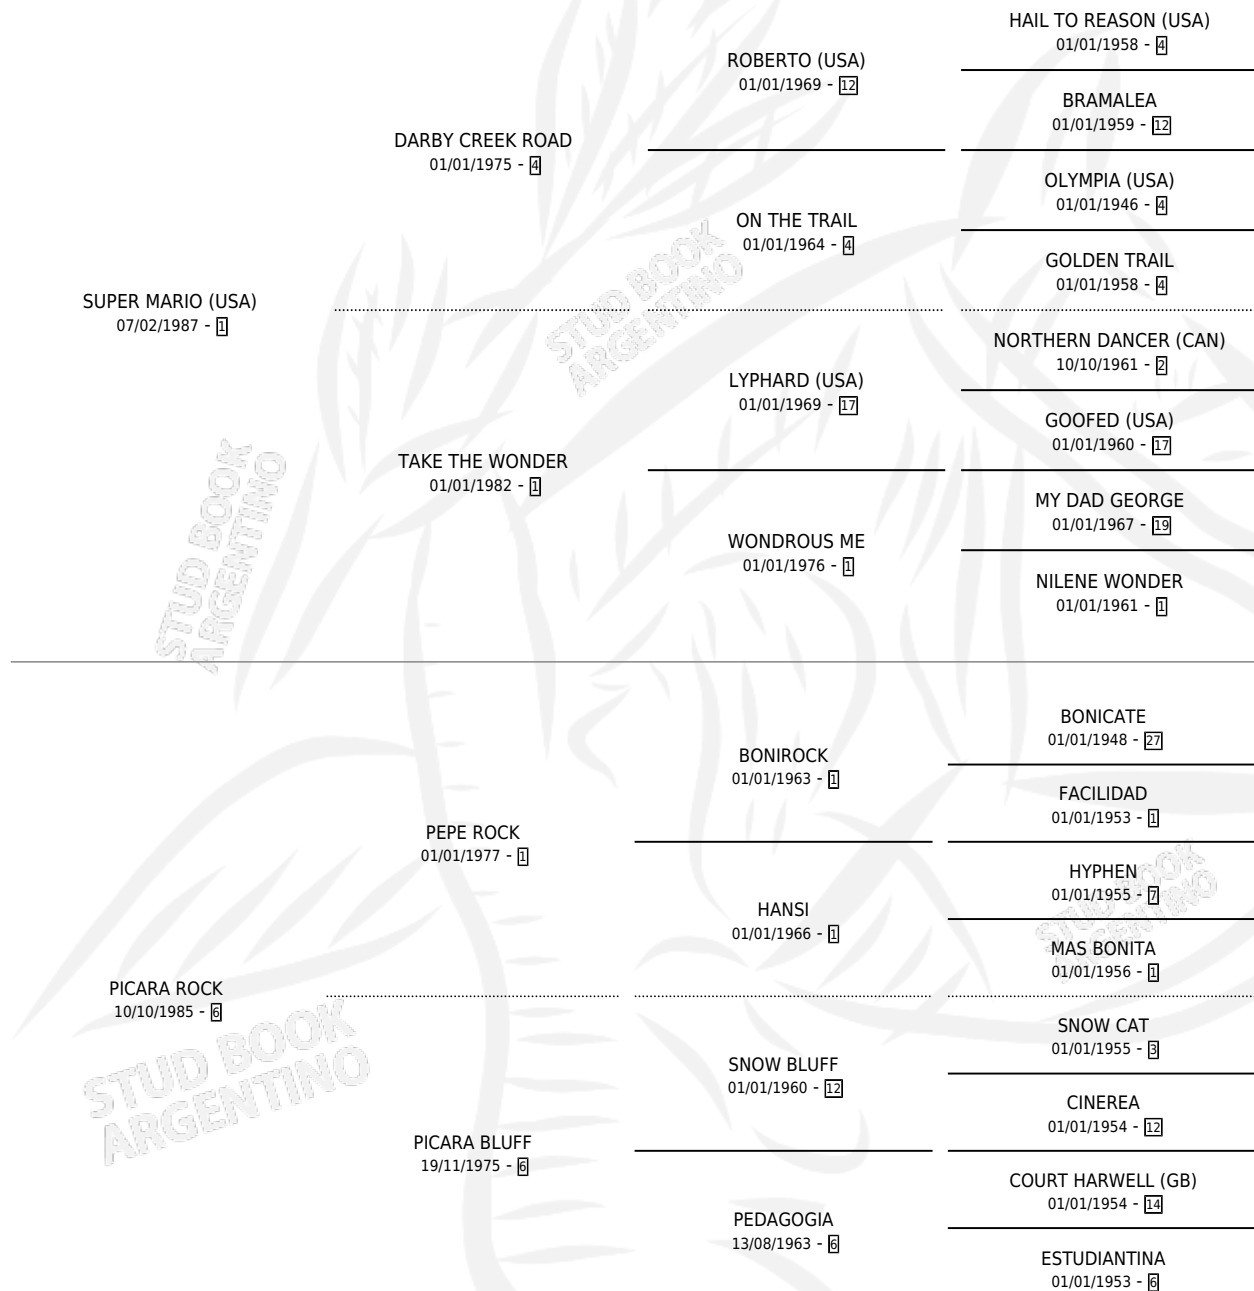 HAIL TO REASON (USA)
01/01/1958 - 4
ROBERTO (USA)
01/01/1969 - 12
BRAMALEA
01/01/1959 - 12
DARBY CREEK ROAD
01/01/1975 - 4
OLYMPIA (USA)
01/01/1946 - 4
ON THE TRAIL
01/01/1964 - 4
GOLDEN TRAIL
01/01/1958 - 4
SUPER MARIO (USA)
07/02/1987 - 1
NORTHERN DANCER (CAN)
10/10/1961 - 2
LYPHARD (USA)
01/01/1969 - 17
GOOFED (USA)
01/01/1960 - 17
TAKE THE WONDER
01/01/1982 - 1
MY DAD GEORGE
01/01/1967 - 19
WONDROUS ME
01/01/1976 - 1
NILENE WONDER
01/01/1961 - 1
BONICATE
01/01/1948 - 27
BONIROCK
01/01/1963 - 1
FACILIDAD
01/01/1953 - 1
PEPE ROCK
01/01/1977 - 1
HYPHEN
01/01/1955 - 7
HANSI
01/01/1966 - 1
MAS BONITA
01/01/1956 - 1
PICARA ROCK
10/10/1985 - 6
SNOW CAT
01/01/1955 - 3
SNOW BLUFF
01/01/1960 - 12
CINEREA
01/01/1954 - 12
PICARA BLUFF
19/11/1975 - 6
COURT HARWELL (GB)
01/01/1954 - 14
PEDAGOGIA
13/08/1963 - 6
ESTUDIANTINA
01/01/1953 - 6
STUD BOOK
ARGENTINO
STUD BOOK
ARGENTINO
STUD BOOK
ARGENTINO
STUD BOOK
ARGENTINO